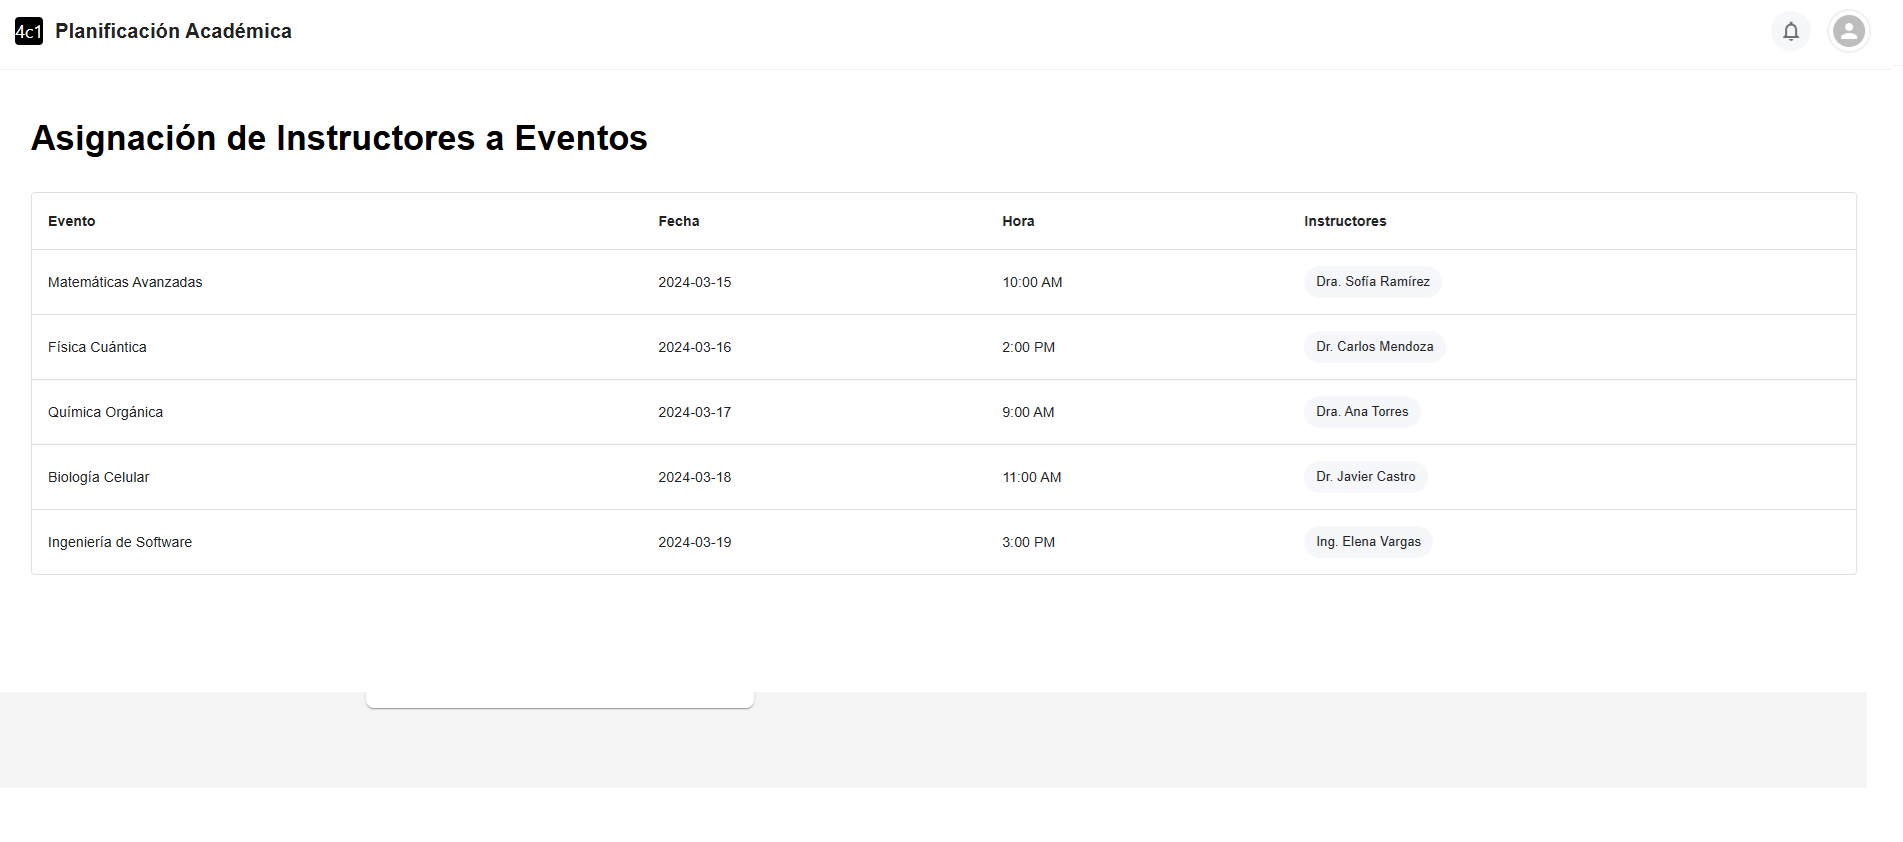 4c1 Planificación Académica
Asignación de Instructores a Eventos
Evento Fecha Hora Instructores
Matemáticas Avanzadas 2024-03-15 10:00 AM Dra. Sofía Ramírez
Física Cuántica 2024-03-16 2:00 PM Dr. Carlos Mendoza
Química Orgánica 2024-03-17 9:00 AM Dra. Ana Torres
Biología Celular 2024-03-18 11:00 AM Dr. Javier Castro
Ingeniería de Software 2024-03-19 3:00 PM Ing. Elena Vargas